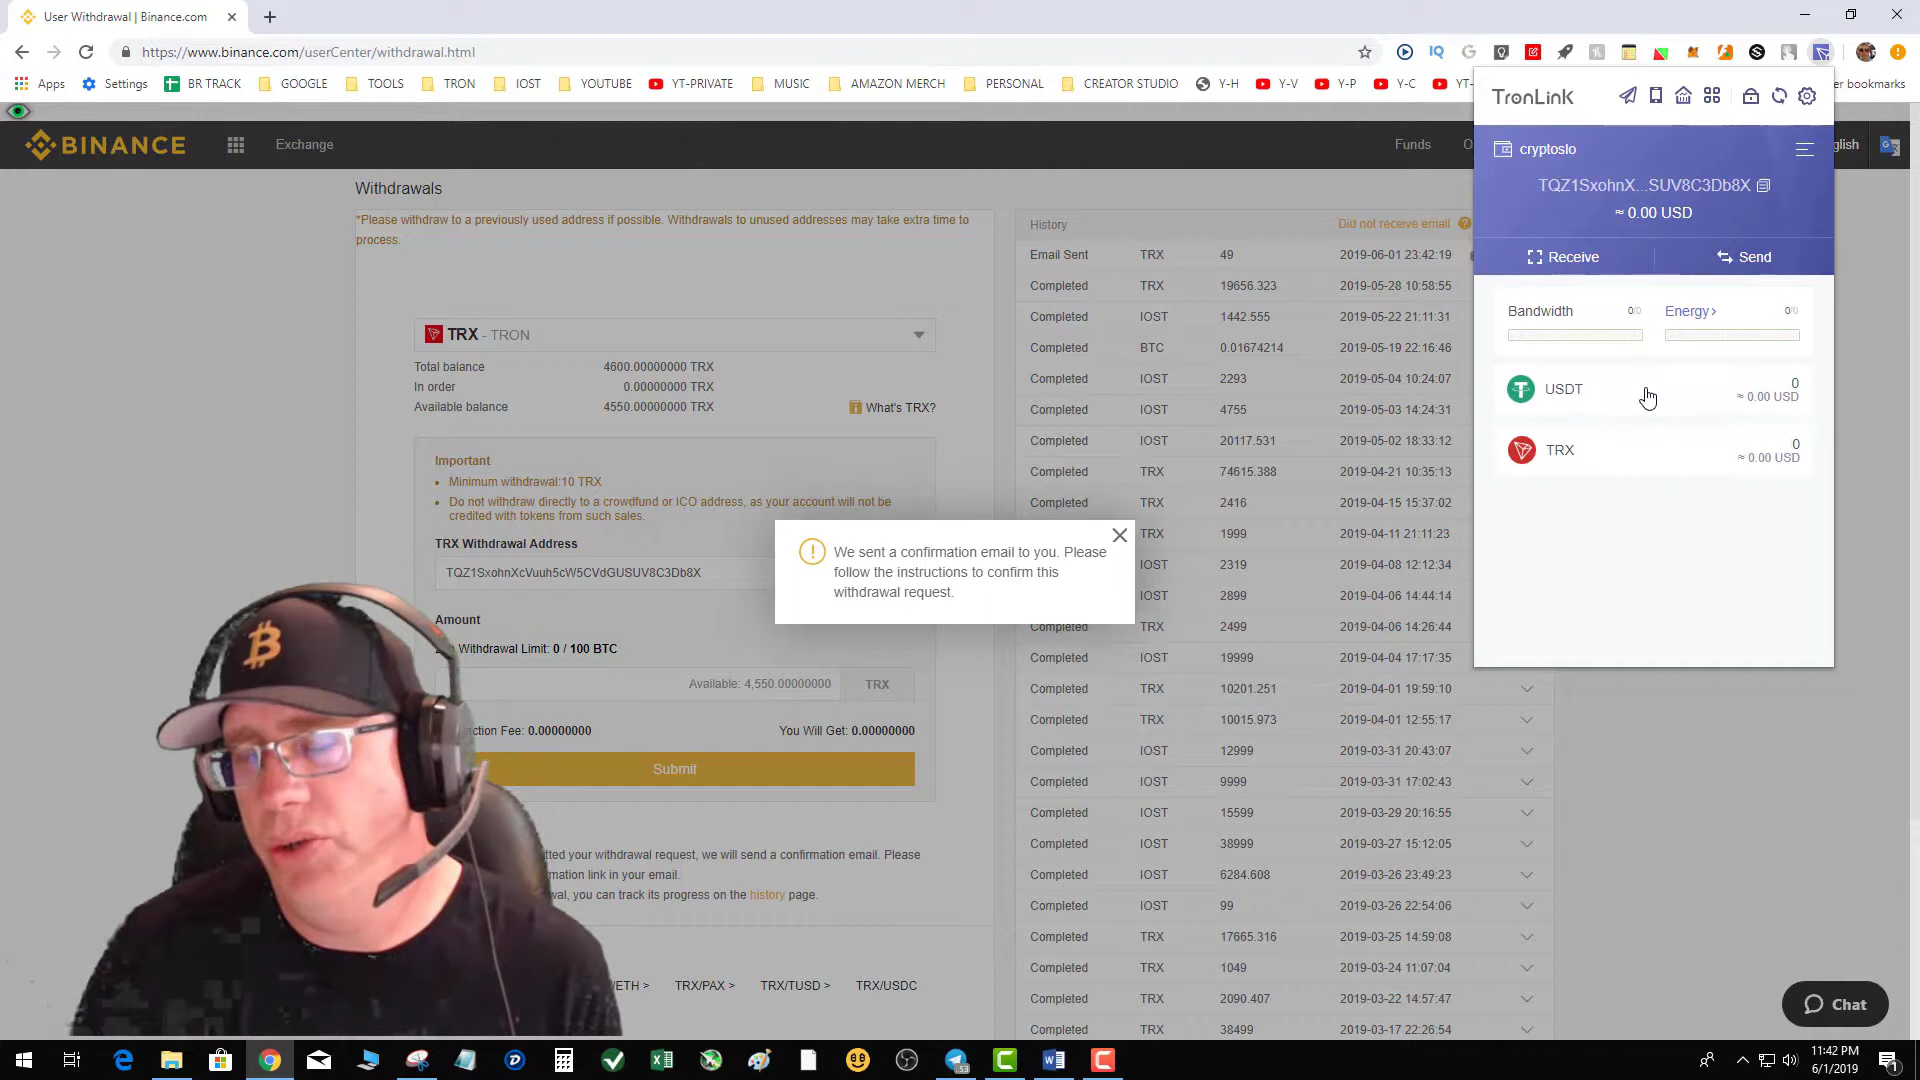 User Withdrawal | Binance.com
https://www.binance.com/userCenter/withdrawal.html
Apps Settings BR TRACK GOOGLE TOOLS TRON IOST YOUTUBE YT-PRIVATE MUSIC AMAZON MERCH PERSONAL CREATOR STUDIO Y-H Y-V Y-P Y-C YT- er bookmarks
BINANCE Exchange Funds O glish
Withdrawals
*Please withdraw to a previously used address if possible. Withdrawals to unused addresses may take extra time to
process.
TRX - TRON
Total balance 4600.00000000 TRX
In order 0.00000000 TRX
Available balance 4550.00000000 TRX What's TRX?
Important
Minimum withdrawal:10 TRX
Do not withdraw directly to a crowdfund or ICO address, as your account will not be
credited with tokens from such sales.
TRX Withdrawal Address
TQZ1SxohnXcVuuh5cW5CVdGUSUV8C3Db8X
Amount
Withdrawal Limit: 0 / 100 BTC
Available: 4,550.00000000 TRX
ction Fee: 0.00000000 You Will Get: 0.00000000
Submit
tted your withdrawal request, we will send a confirmation email. Please
mation link in your email.
wal, you can track its progress on the history page.
/ETH > TRX/PAX > TRX/TUSD > TRX/USDC
We sent a confirmation email to you. Please
follow the instructions to confirm this
withdrawal request.
History Did not receive email ?
Email Sent TRX 49 2019-06-01 23:42:19
Completed TRX 19656.323 2019-05-28 10:58:55
Completed IOST 1442.555 2019-05-22 21:11:31
Completed BTC 0.01674214 2019-05-19 22:16:46
Completed IOST 2293 2019-05-04 10:24:07
Completed IOST 4755 2019-05-03 14:24:31
Completed IOST 20117.531 2019-05-02 18:33:12
Completed TRX 74615.388 2019-04-21 10:35:13
Completed TRX 2416 2019-04-15 15:37:02
TRX 1999 2019-04-11 21:11:23
IOST 2319 2019-04-08 12:12:34
IOST 2899 2019-04-06 14:44:14
Completed TRX 2499 2019-04-06 14:26:44
Completed IOST 19999 2019-04-04 17:17:35
Completed TRX 10201.251 2019-04-01 19:59:10
Completed TRX 10015.973 2019-04-01 12:55:17
Completed IOST 12999 2019-03-31 20:43:07
Completed IOST 9999 2019-03-31 17:02:43
Completed IOST 15599 2019-03-29 20:16:55
Completed IOST 38999 2019-03-27 15:12:05
Completed IOST 6284.608 2019-03-26 23:49:23
Completed IOST 99 2019-03-26 22:54:06
Completed TRX 17665.316 2019-03-25 14:59:08
Completed TRX 1049 2019-03-24 11:07:04
Completed TRX 2090.407 2019-03-22 14:57:47
Completed TRX 38499 2019-03-17 22:26:54
TronLink
cryptoslo
TQZ1SxohnX...SUV8C3Db8X
≈ 0.00 USD
Receive Send
Bandwidth 0/0 Energy> 0/0
USDT 0
≈ 0.00 USD
TRX 0
≈ 0.00 USD
Chat
11:42 PM
6/1/2019